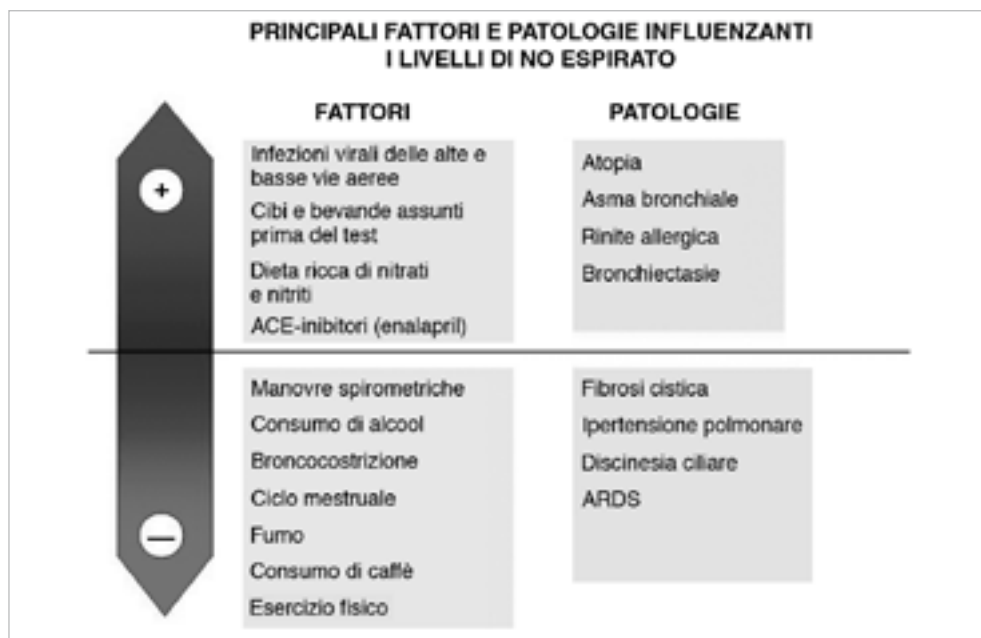 PRINCIPALI FATTORI E PATOLOGIE INFLUENZANTI
I LIVELLI DI NO ESPIRATO
FATTORI
Infezioni virali delle alte e
basse vie aeree
Cibi e bevande assunti
prima del test
Dieta ricca di nitrati
e nitriti
ACE-inibitori (enalapril)
PATOLOGIE
Atopia
Asma bronchiale
Rinite allergica
Bronchiectasie
+
Manovre spirometriche
Consumo di alcool
Broncocostrizione
Ciclo mestruale
Fumo
Consumo di caffè
Esercizio fisico
Fibrosi cistica
Ipertensione polmonare
Discinesia ciliare
ARDS
—